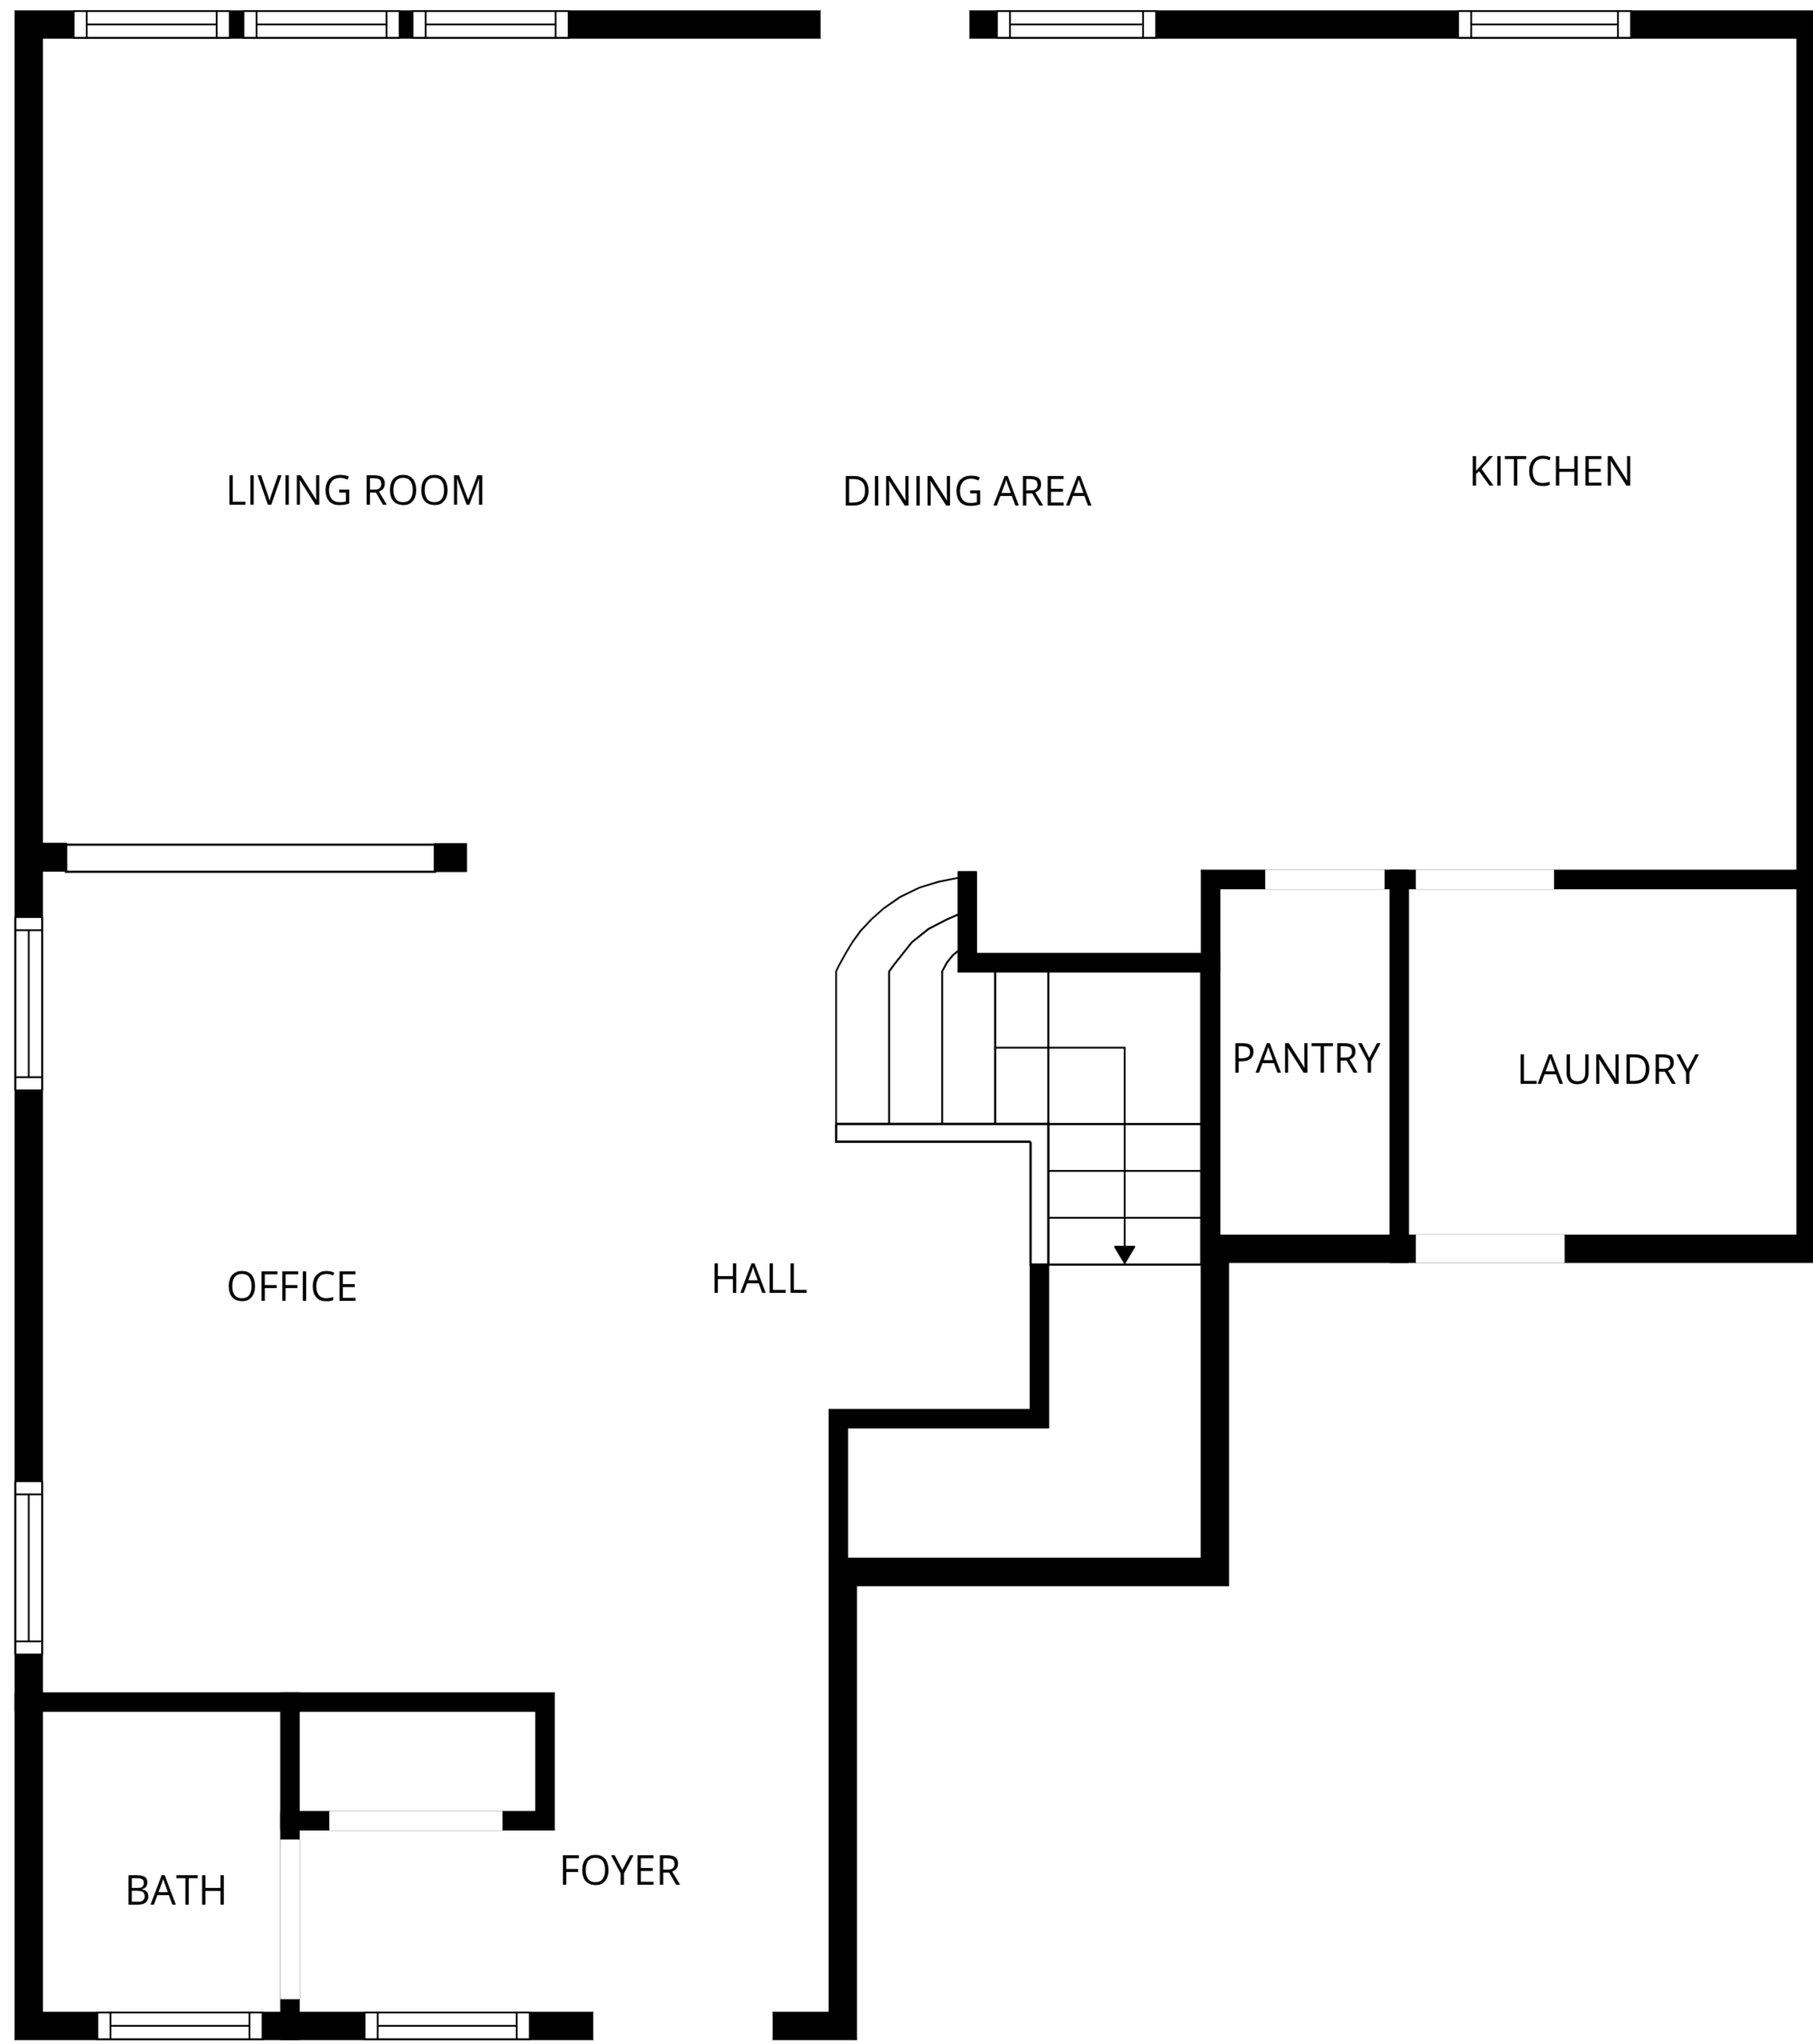 LIVING ROOM
DINING AREA
KITCHEN
PANTRY
LAUNDRY
OFFICE
HALL
BATH
FOYER